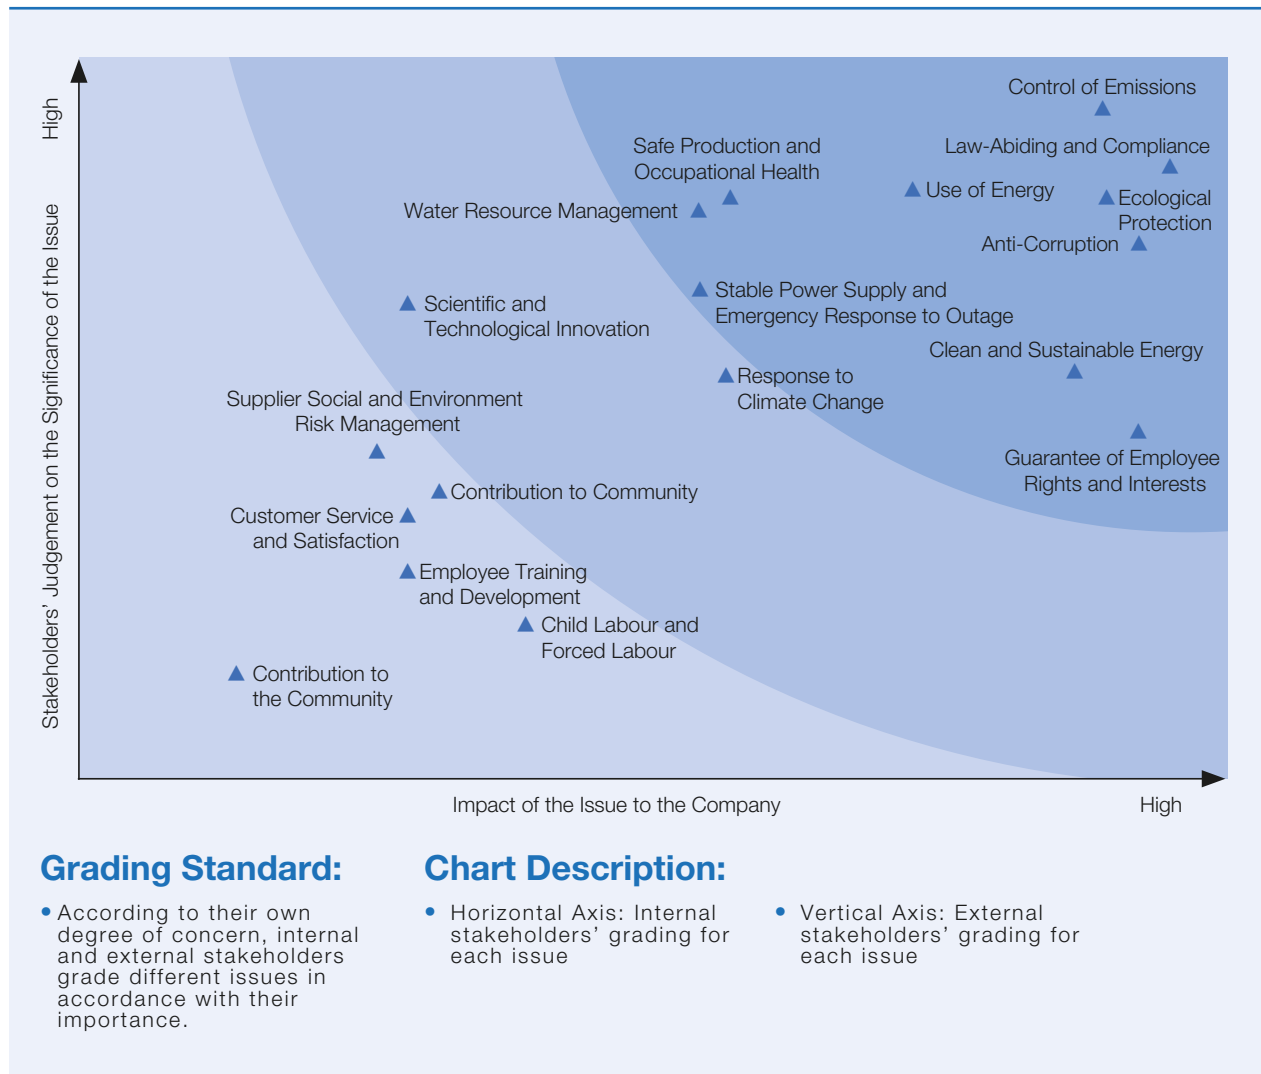 High
Stakeholders’ Judgement on the Significance of the Issue
Control of Emissions
Safe Production and
Occupational Health
Law-Abiding and Compliance
Use of Energy
Ecological
Protection
Water Resource Management
Anti-Corruption
Stable Power Supply and
Emergency Response to Outage
Scientific and
Technological Innovation
Clean and Sustainable Energy
Response to
Climate Change
Supplier Social and Environment
Risk Management
Guarantee of Employee
Rights and Interests
Contribution to Community
Customer Service
and Satisfaction
Employee Training
and Development
Child Labour and
Forced Labour
Contribution to
the Community
Impact of the Issue to the Company
High
Grading Standard:
• According to their own
degree of concern, internal
and external stakeholders
grade different issues in
accordance with their
importance.
Chart Description:
• Horizontal Axis: Internal
stakeholders’ grading for
each issue
• Vertical Axis: External
stakeholders’ grading for
each issue